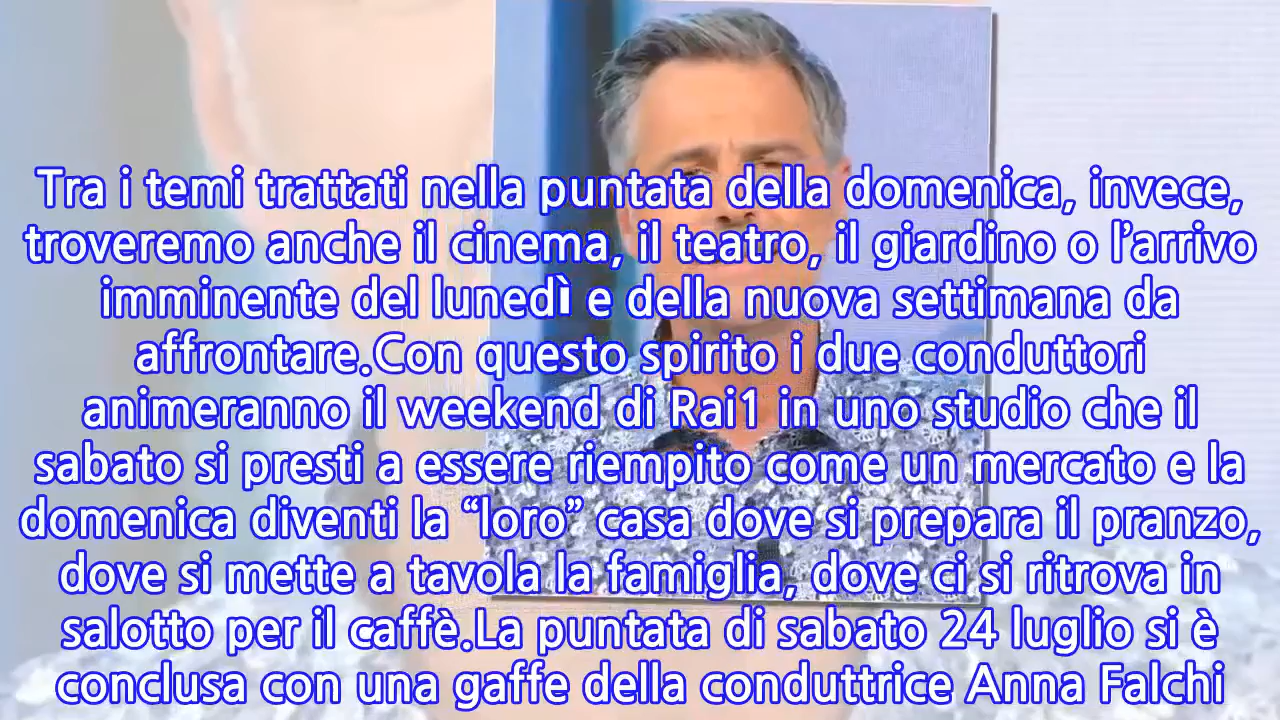 Tra i temi trattati nella puntata della domenica, invece,
troveremo anche il cinema, il teatro, il giardino o l’arrivo
imminente del lunedì e della nuova settimana da
affrontare.Con questo spirito i due conduttori
animeranno il weekend di Rai1 in uno studio che il
sabato si presti a essere riempito come un mercato e la
domenica diventi la “loro” casa dove si prepara il pranzo,
dove si mette a tavola la famiglia, dove ci si ritrova in
salotto per il caffè.La puntata di sabato 24 luglio si è
conclusa con una gaffe della conduttrice Anna Falchi